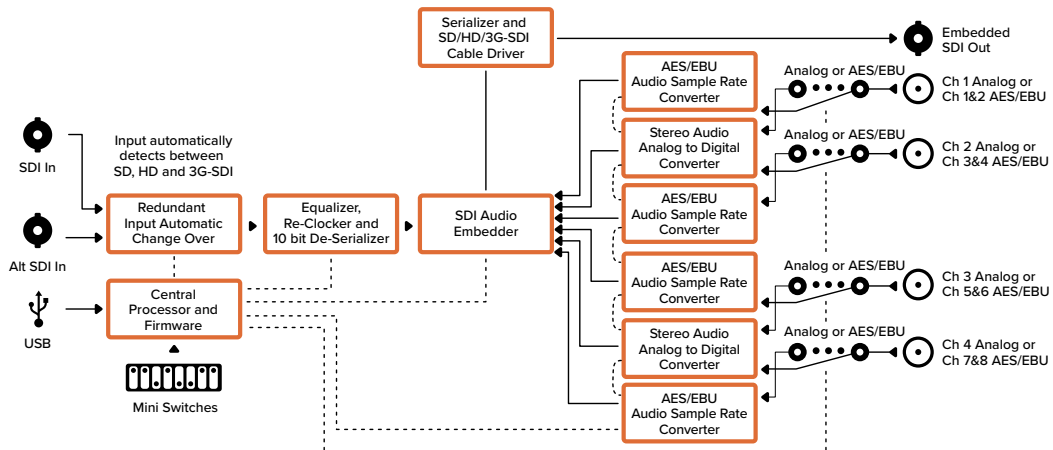 Serializer and
SD/HD/3G-SDI
Cable Driver
Embedded
SDI Out
AES/EBU
Audio Sample Rate
Converter
Analog or AES/EBU
Ch 1 Analog or
Ch 1&2 AES/EBU
SDI In
Input automatically
detects between
SD, HD and 3G-SDI
Stereo Audio
Analog to Digital
Converter
Analog or AES/EBU
Ch 2 Analog or
Ch 3&4 AES/EBU
Alt SDI In
Redundant
Input Automatic
Change Over
Equalizer,
Re-Clocker and
10 bit De-Serializer
SDI Audio
Embedder
AES/EBU
Audio Sample Rate
Converter
USB
Central
Processor and
Firmware
AES/EBU
Audio Sample Rate
Converter
Analog or AES/EBU
Ch 3 Analog or
Ch 5&6 AES/EBU
Mini Switches
Stereo Audio
Analog to Digital
Converter
Analog or AES/EBU
Ch 4 Analog or
Ch 7&8 AES/EBU
AES/EBU
Audio Sample Rate
Converter